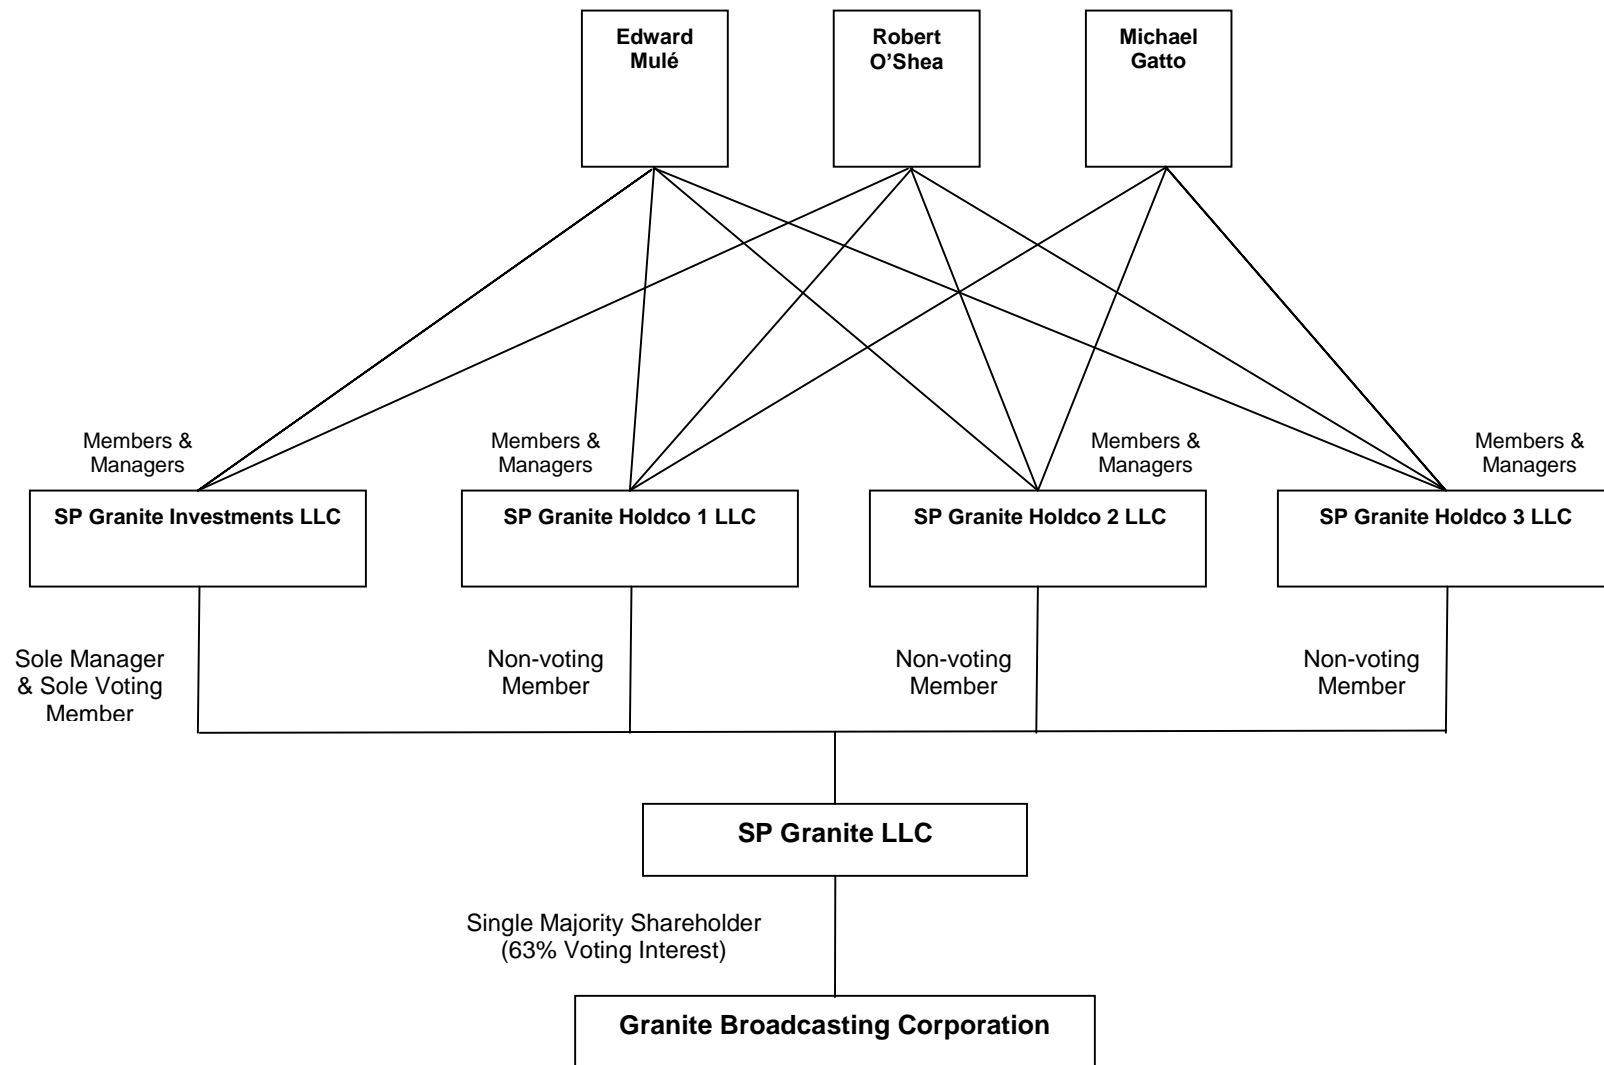 Edward
Mulé
Robert
O’Shea
Michael
Gatto
Members &
Managers
Members &
Managers
Members &
Managers
Members &
Managers
SP Granite Investments LLC
SP Granite Holdco 1 LLC
SP Granite Holdco 2 LLC
SP Granite Holdco 3 LLC
Sole Manager
& Sole Voting
Member
Non-voting
Member
Non-voting
Member
Non-voting
Member
SP Granite LLC
Single Majority Shareholder
(63% Voting Interest)
Granite Broadcasting Corporation